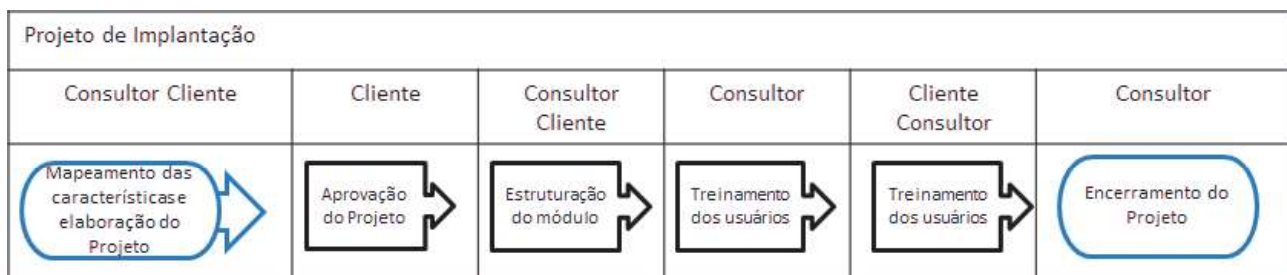 Projeto de Implantação
Consultor Cliente
Cliente
Consultor
Cliente
Consultor
Cliente
Consultor
Consultor
Mapeamento das
característicase
elaboração do
Projeto
Aprovação
do Projeto
Estruturação
do módulo
Treinamento
dos usuários
Treinamento
dos usuários
Encerramento do
Projeto